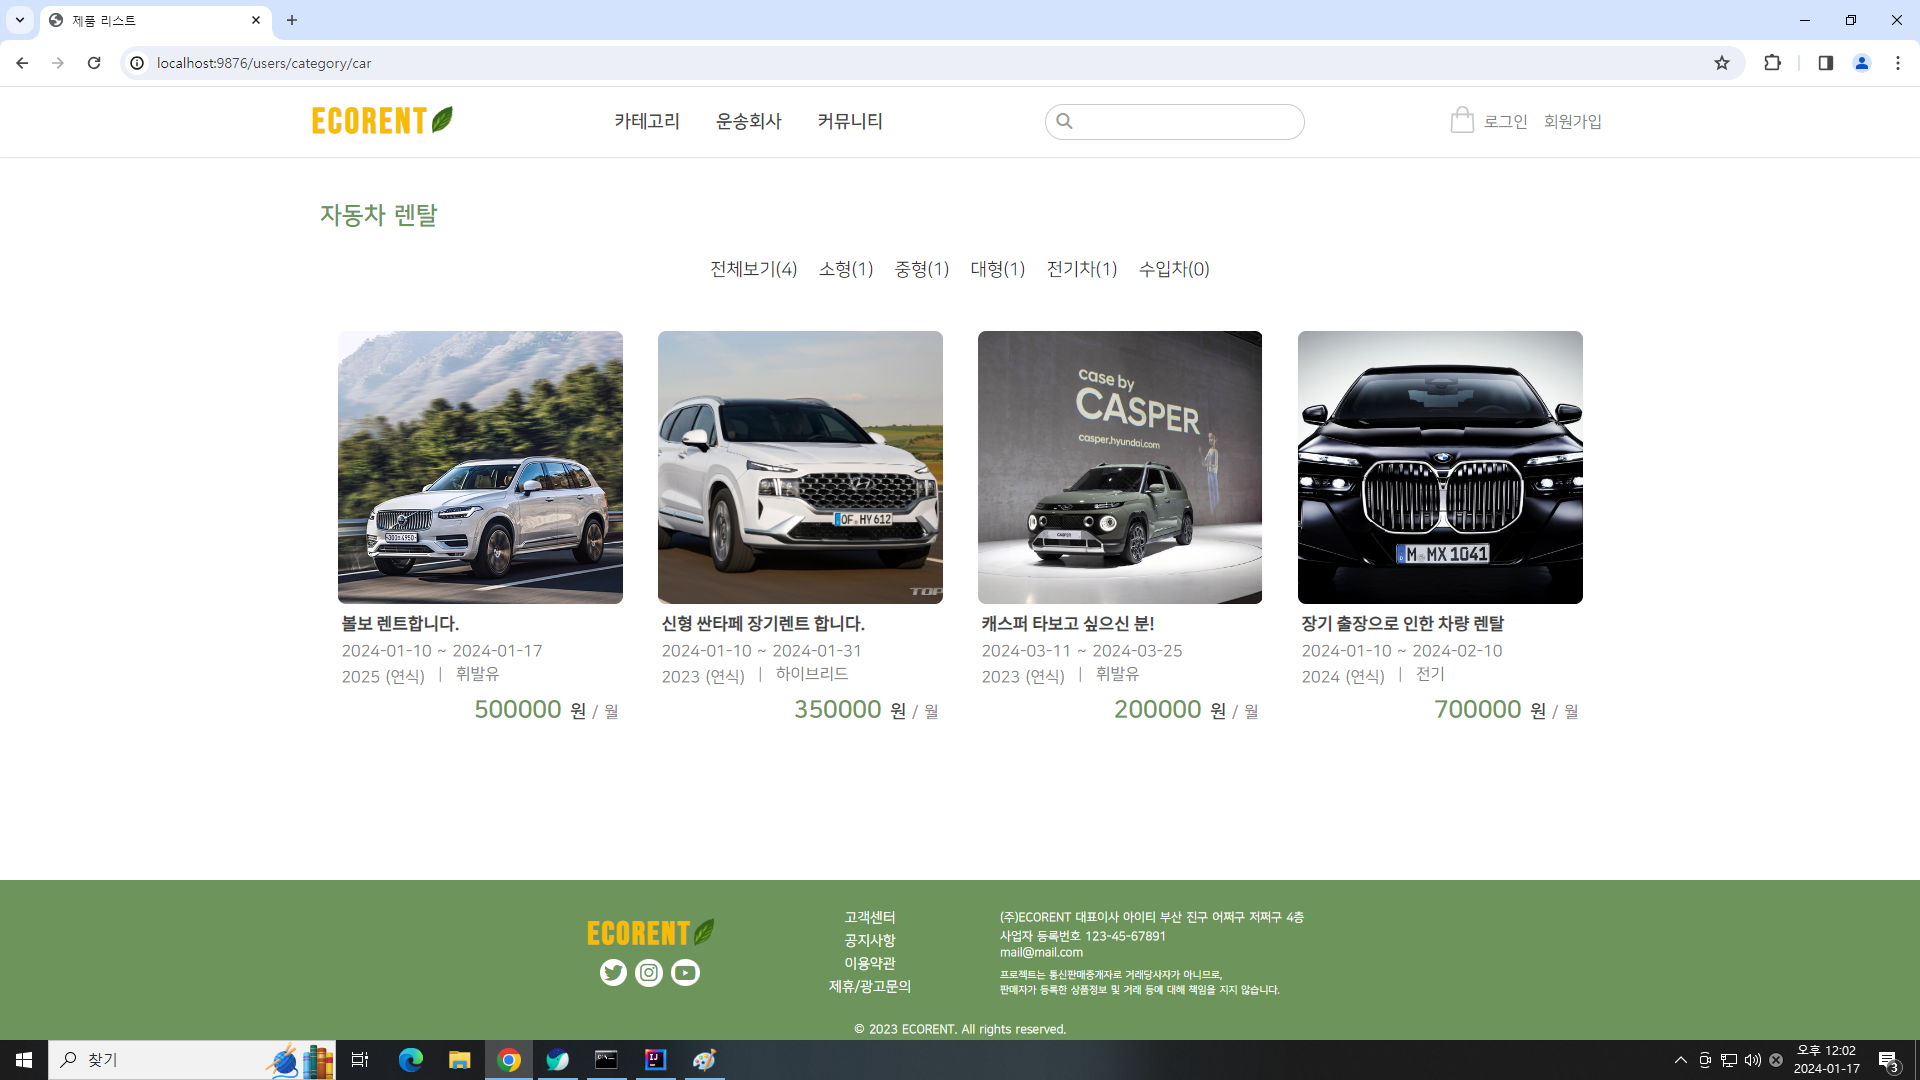 제품 리스트
localhost:9876/users/category/car
ECORENT
카테고리 운송회사 커뮤니티
로그인 회원가입
자동차 렌탈
전체보기(4) 소형(1) 중형(1) 대형(1) 전기차(1) 수입차(0)
case by
CASPER
casper.hyundai.com
OF HY 612
CASPER
M MX 1041
TOP
볼보 렌트합니다.
2024-01-10 ~ 2024-01-17
2025 (연식) | 휘발유
500000 원 / 월
신형 싼타페 장기렌트 합니다.
2024-01-10 ~ 2024-01-31
2023 (연식) | 하이브리드
350000 원 / 월
캐스퍼 타보고 싶으신 분!
2024-03-11 ~ 2024-03-25
2023 (연식) | 휘발유
200000 원 / 월
장기 출장으로 인한 차량 렌탈
2024-01-10 ~ 2024-02-10
2024 (연식) | 전기
700000 원 / 월
ECORENT
고객센터
공지사항
이용약관
제휴/광고문의
(주)ECORENT 대표이사 아이티 부산 진구 어쩌구 저쩌구 4층
사업자 등록번호 123-45-67891
mail@mail.com
프로젝트는 통신판매중개자로 거래당사자가 아니므로,
판매자가 등록한 상품정보 및 거래 등에 대해 책임을 지지 않습니다.
© 2023 ECORENT. All rights reserved.
찾기
오후 12:02
2024-01-17
3